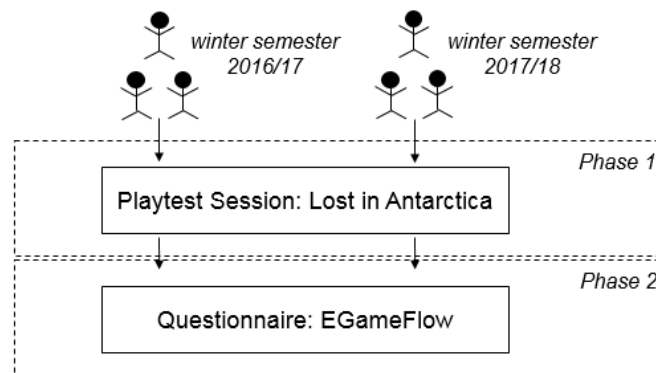 winter semester
2016/17
winter semester
2017/18
Phase 1
Playtest Session: Lost in Antarctica
Phase 2
Questionnaire: EGameFlow